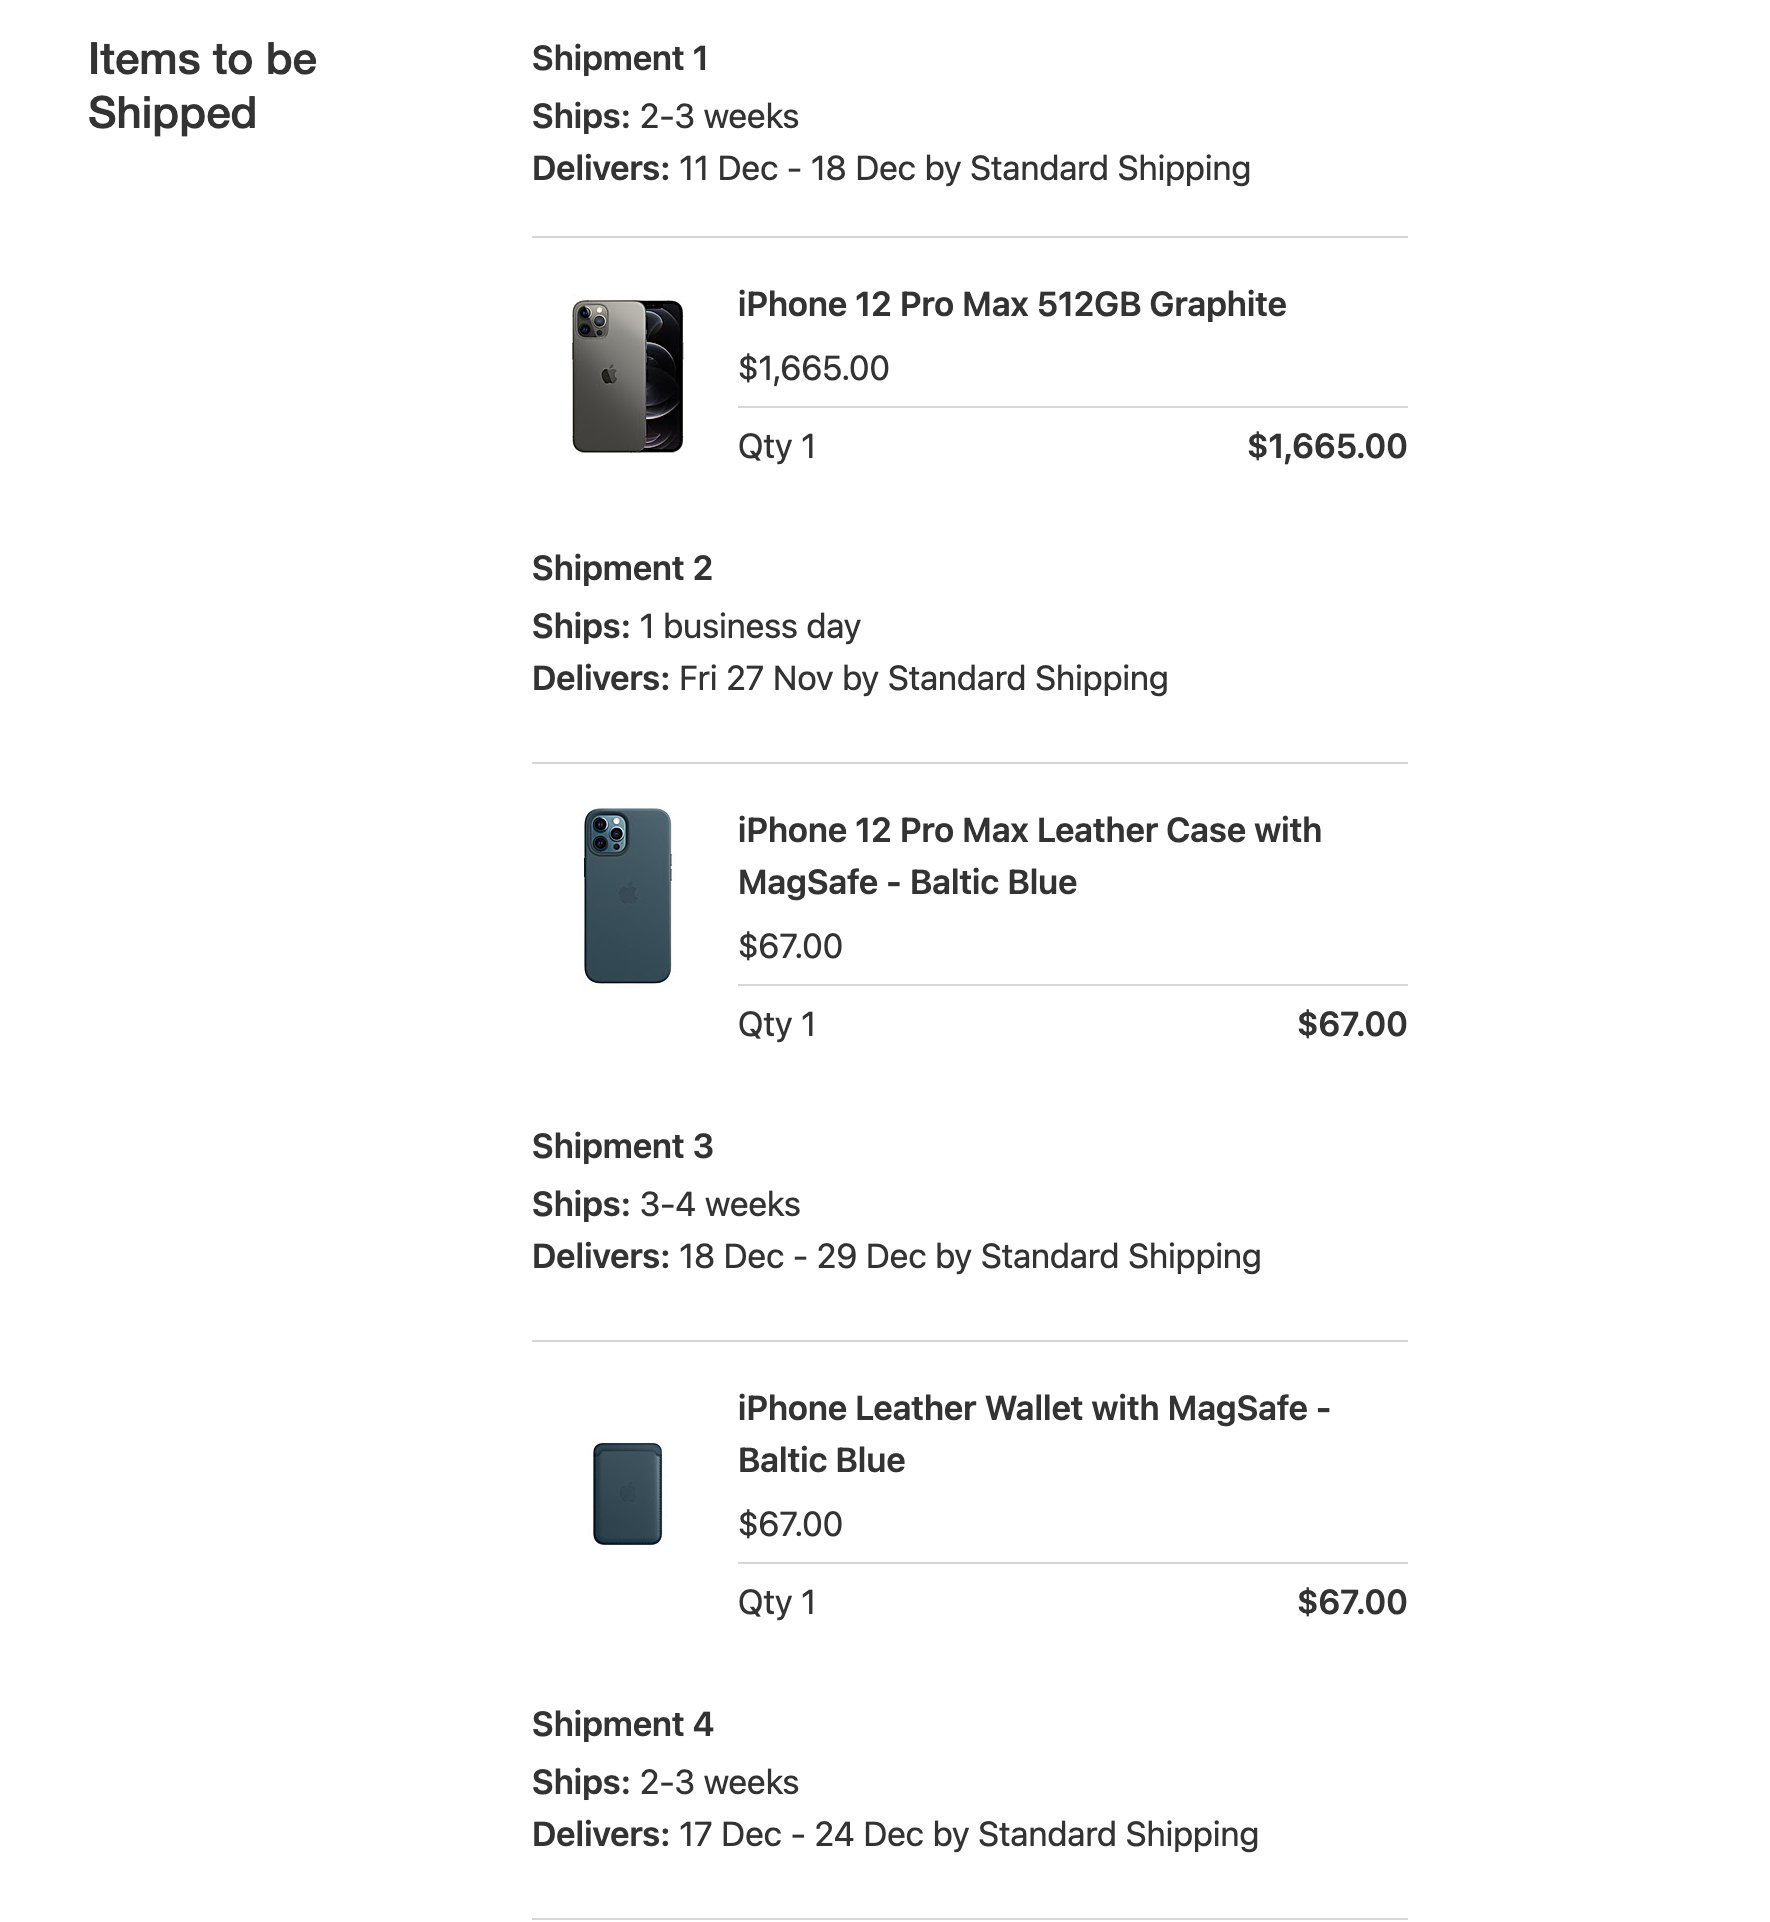 Items to be
Shipped
Shipment 1
Ships: 2-3 weeks
Delivers: 11 Dec - 18 Dec by Standard Shipping
iPhone 12 Pro Max 512GB Graphite
$1,665.00
Qty 1 $1,665.00
Shipment 2
Ships: 1 business day
Delivers: Fri 27 Nov by Standard Shipping
iPhone 12 Pro Max Leather Case with
MagSafe - Baltic Blue
$67.00
Qty 1 $67.00
Shipment 3
Ships: 3-4 weeks
Delivers: 18 Dec - 29 Dec by Standard Shipping
iPhone Leather Wallet with MagSafe -
Baltic Blue
$67.00
Qty 1 $67.00
Shipment 4
Ships: 2-3 weeks
Delivers: 17 Dec - 24 Dec by Standard Shipping